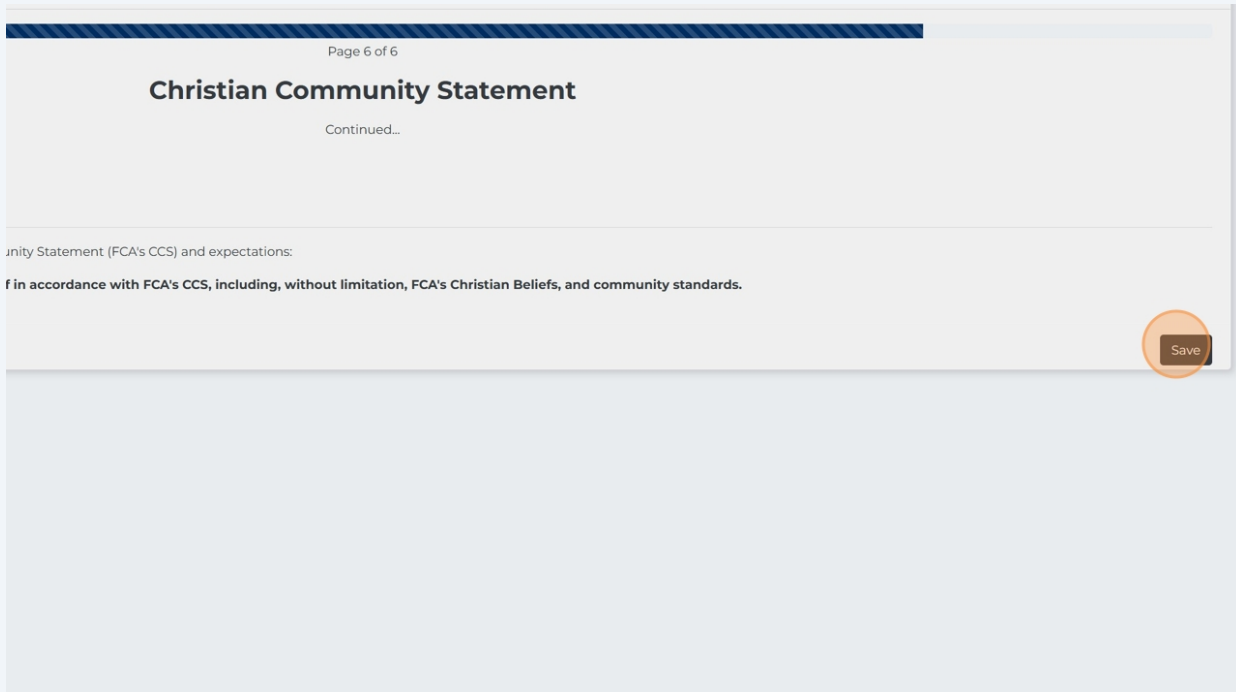 Page 6 of 6
Christian Community Statement
Continued...
Statement (FCA's CCS) and expectations:
in accordance with FCA's CCS, including, without limitation, FCA's Christian Beliefs, and community standards.
Save